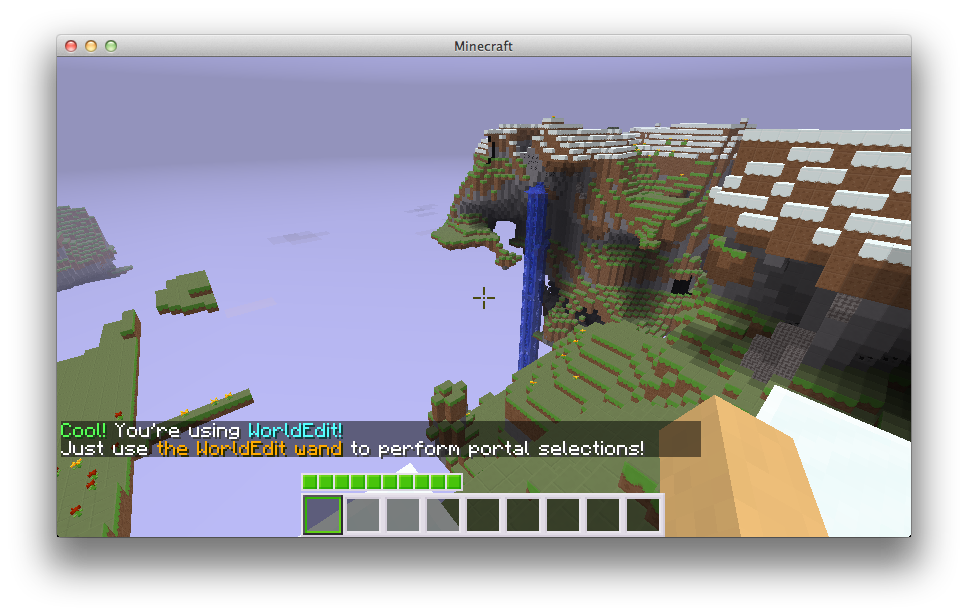 Minecraft
Cool! You're using WorldEdit!
Just use the WorldEdit wand to perform portal selections!